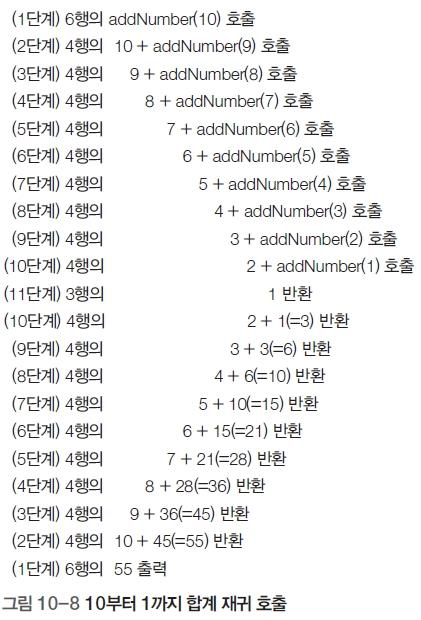 (1단계) 6행의 addNumber(10) 호출
(2단계) 4행의 10 + addNumber(9) 호출
(3단계) 4행의 9 + addNumber(8) 호출
(4단계) 4행의 8 + addNumber(7) 호출
(5단계) 4행의 7 + addNumber(6) 호출
(6단계) 4행의 6 + addNumber(5) 호출
(7단계) 4행의 5 + addNumber(4) 호출
(8단계) 4행의 4 + addNumber(3) 호출
(9단계) 4행의 3 + addNumber(2) 호출
(10단계) 4행의 2 + addNumber(1) 호출
(11단계) 3행의 1 반환
(10단계) 4행의 2 + 1(=3) 반환
(9단계) 4행의 3 + 3(=6) 반환
(8단계) 4행의 4 + 6(=10) 반환
(7단계) 4행의 5 + 10(=15) 반환
(6단계) 4행의 6 + 15(=21) 반환
(5단계) 4행의 7 + 21(=28) 반환
(4단계) 4행의 8 + 28(=36) 반환
(3단계) 4행의 9 + 36(=45) 반환
(2단계) 4행의 10 + 45(=55) 반환
(1단계) 6행의 55 출력
그림 10-8 10부터 1까지 합계 재귀 호출